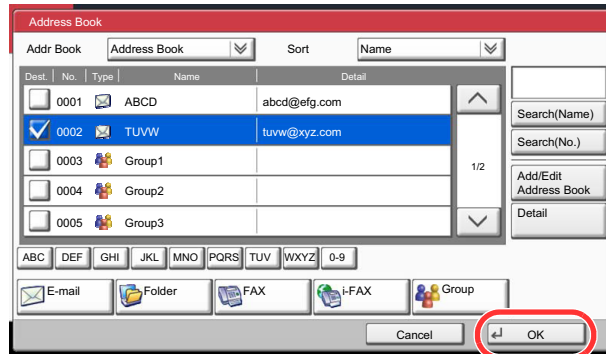 Address Book
Addr Book Address Book Sort Name
Dest. No. Type Name Detail
0001 ABCD abcd@efg.com
Search(Name)
0002 TUVW tuvw@xyz.com
Search(No.)
0003 Group1
1/2
Add/Edit
Address Book
0004 Group2
Detail
0005 Group3
ABC DEF GHI JKL MNO PQRS TUV WXYZ 0-9
E-mail Folder FAX i-FAX Group
Cancel OK